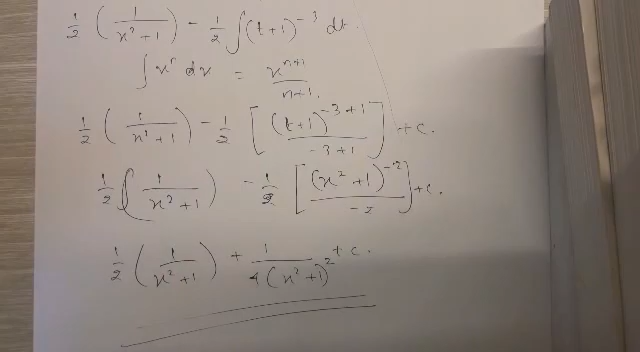 1/2 (1/(x²+1)) - 1/2 ∫(t+1)^-3 dt.
∫ xⁿ dx = x^(n+1)/(n+1).
1/2 (1/(x²+1)) - 1/2 [(t+1)^(-3+1)/(-3+1)] + c.
1/2 ∫(1/(x²+1)) - 1/2 [(x²+1)^-2/-2] + c.
1/2 (1/(x²+1)) + 1/(4(x²+1)²) + c.